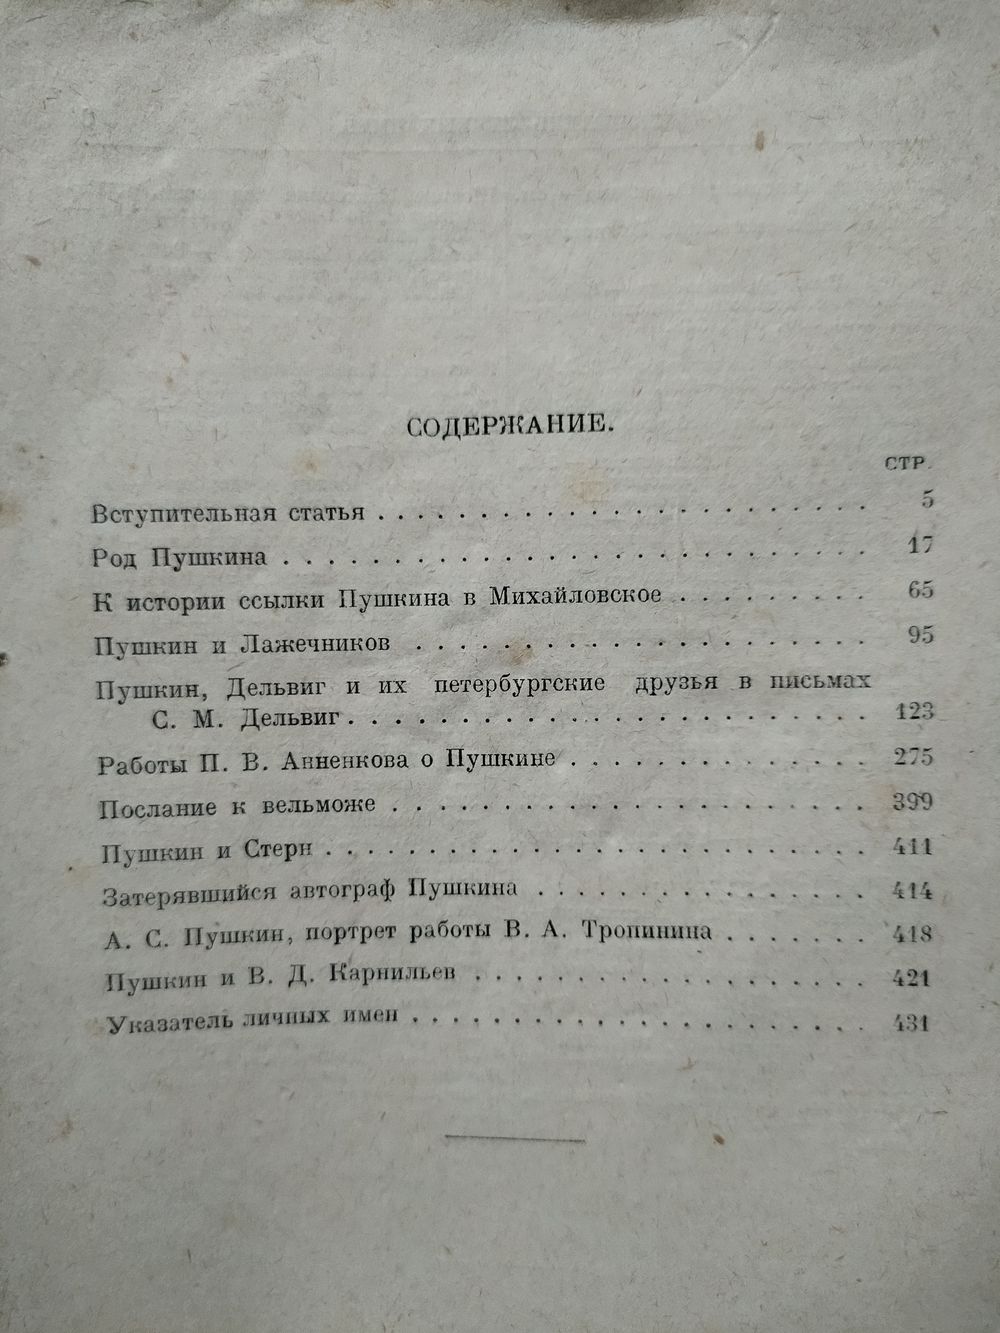 СОДЕРЖАНИЕ.
СТР.
Вступительная статья . . . . . . . . . . . . . . . . . . . . 5
Род Пушкина . . . . . . . . . . . . . . . . . . . . . . . 17
К истории ссылки Пушкина в Михайловское . . . . . . . . 65
Пушкин и Лажечников . . . . . . . . . . . . . . . . . . 95
Пушкин, Дельвиг и их петербургские друзья в письмах
С. М. Дельвиг . . . . . . . . . . . . . . . . . . . . . 123
Работы П. В. Анненкова о Пушкине . . . . . . . . . . . . 275
Послание к вельможе . . . . . . . . . . . . . . . . . . 399
Пушкин и Стерн . . . . . . . . . . . . . . . . . . . . . 411
Затерявшийся автограф Пушкина . . . . . . . . . . . . . 414
А. С. Пушкин, портрет работы В. А. Тропинина . . . . . . 418
Пушкин и В. Д. Карнильев . . . . . . . . . . . . . . . . 421
Указатель личных имен . . . . . . . . . . . . . . . . . . 431